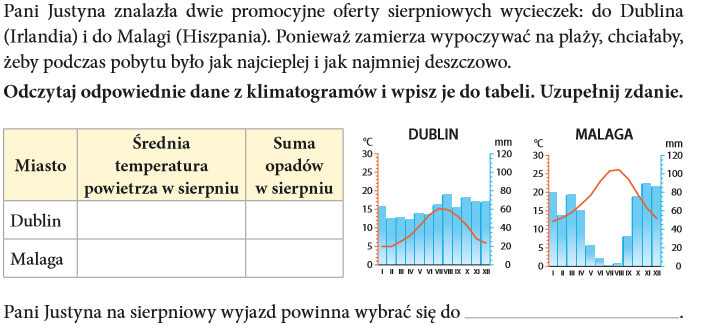 Pani Justyna znalazła dwie promocyjne oferty sierpniowych wycieczek: do Dublina
(Irlandia) i do Malagi (Hiszpania). Ponieważ zamierza wypoczywać na plaży, chciałaby,
żeby podczas pobytu było jak najcieplej i jak najmniej deszczowo.
Odczytaj odpowiednie dane z klimatogramów i wpisz je do tabeli. Uzupełnij zdanie.
Miasto
Średnia
temperatura
powietrza w sierpniu
Suma
opadów
w sierpniu
Dublin
Malaga
DUBLIN
°C
mm
30
25
20
15
10
5
0
120
100
80
60
40
20
0
I II III IV V VI VII VIII IX X XI XII
MALAGA
°C
mm
30
25
20
15
10
5
0
120
100
80
60
40
20
0
I II III IV V VI VII VIII IX X XI XII
Pani Justyna na sierpniowy wyjazd powinna wybrać się do ____________________.